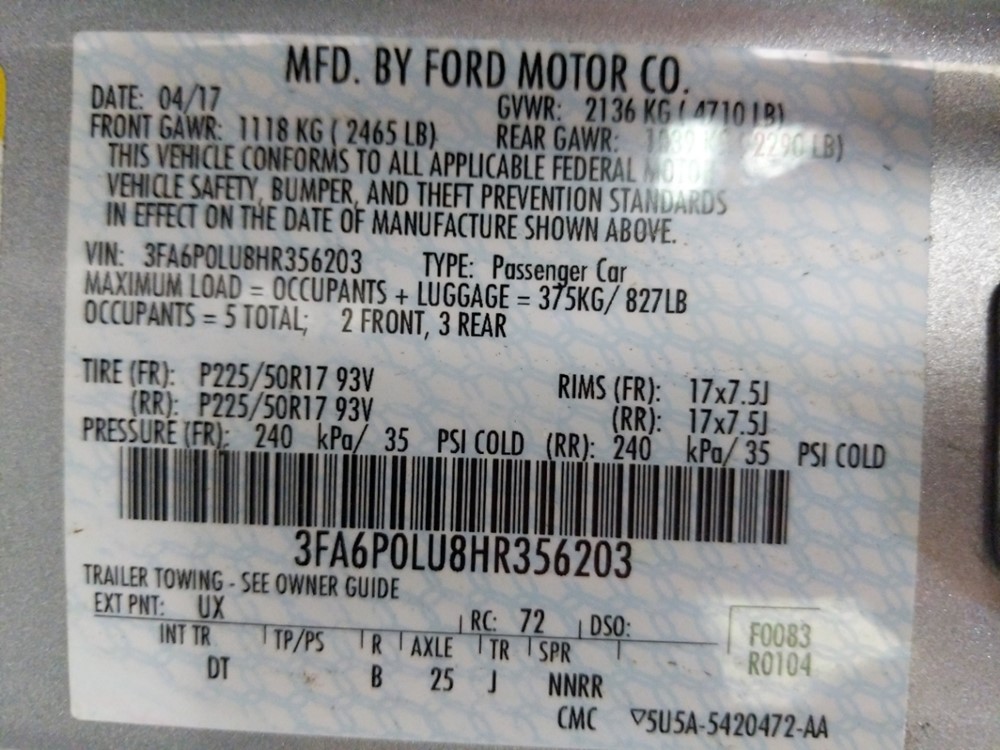 MFD. BY FORD MOTOR CO.
DATE: 04/17 GVWR: 2136 KG ( 4710 LB)
FRONT GAWR: 1118 KG ( 2465 LB) REAR GAWR: ( 2290 LB)
THIS VEHICLE CONFORMS TO ALL APPLICABLE FEDERAL MOTOR
VEHICLE SAFETY, BUMPER, AND THEFT PREVENTION STANDARDS
IN EFFECT ON THE DATE OF MANUFACTURE SHOWN ABOVE.
VIN: 3FA6P0LU8HR356203 TYPE: Passenger Car
MAXIMUM LOAD = OCCUPANTS + LUGGAGE = 375KG/ 827LB
OCCUPANTS = 5 TOTAL; 2 FRONT, 3 REAR
TIRE (FR): P225/50R17 93V RIMS (FR): 17x7.5J
(RR): P225/50R17 93V (RR): 17x7.5J
PRESSURE (FR): 240 kPa/ 35 PSI COLD (RR): 240 kPa/ 35 PSI COLD
3FA6P0LU8HR356203
TRAILER TOWING - SEE OWNER GUIDE
EXT PNT: UX RC: 72 DSO:
INT TR TP/PS R AXLE TR SPR F0083
DT B 25 J NNRR R0104
CMC ▽5U5A-5420472-AA